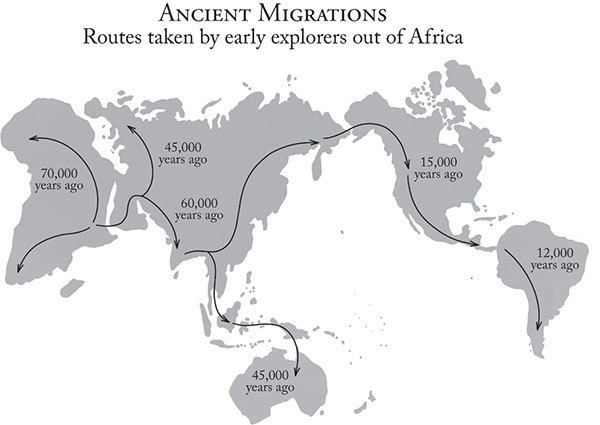 Ancient Migrations
Routes taken by early explorers out of Africa
70,000
years ago
45,000
years ago
60,000
years ago
15,000
years ago
12,000
years ago
45,000
years ago